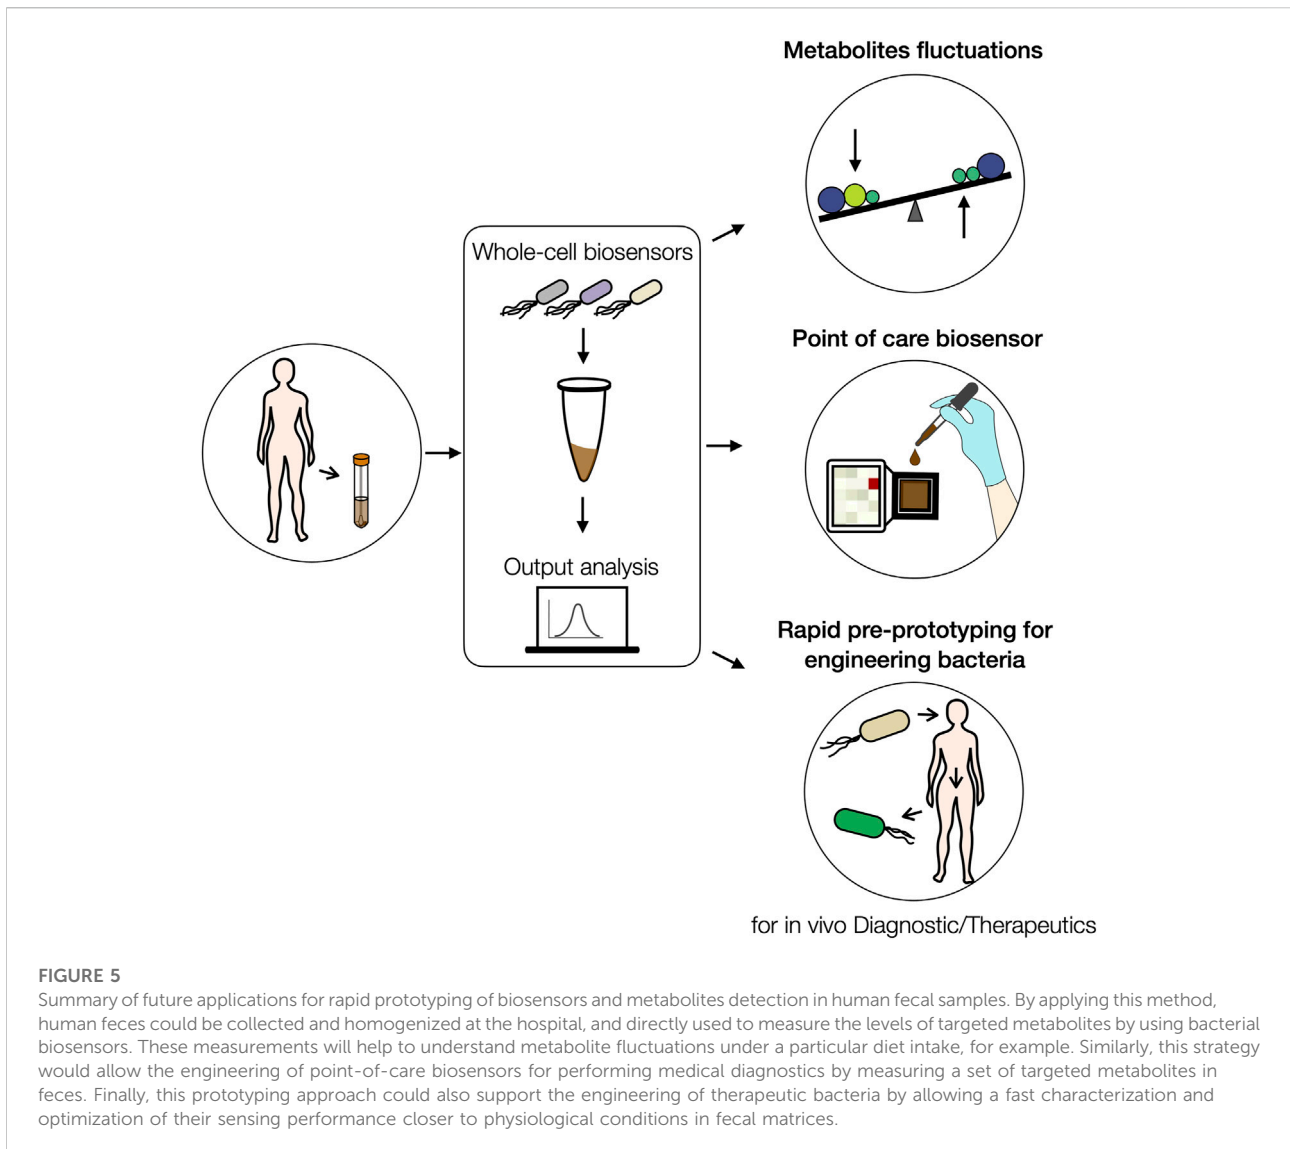 Metabolites fluctuations
Whole-cell biosensors
Point of care biosensor
Output analysis
Rapid pre-prototyping for
engineering bacteria
for in vivo Diagnostic/Therapeutics
FIGURE 5
Summary of future applications for rapid prototyping of biosensors and metabolites detection in human fecal samples. By applying this method,
human feces could be collected and homogenized at the hospital, and directly used to measure the levels of targeted metabolites by using bacterial
biosensors. These measurements will help to understand metabolite fluctuations under a particular diet intake, for example. Similarly, this strategy
would allow the engineering of point-of-care biosensors for performing medical diagnostics by measuring a set of targeted metabolites in
feces. Finally, this prototyping approach could also support the engineering of therapeutic bacteria by allowing a fast characterization and
optimization of their sensing performance closer to physiological conditions in fecal matrices.